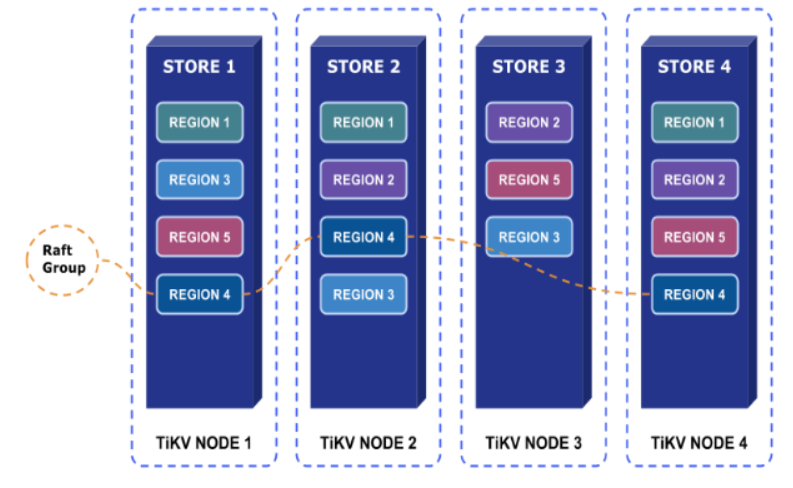 STORE 1
REGION 1
REGION 3
REGION 5
REGION 4
TiKV NODE 1
STORE 2
REGION 1
REGION 2
REGION 4
REGION 3
TiKV NODE 2
STORE 3
REGION 2
REGION 5
REGION 3
TiKV NODE 3
STORE 4
REGION 1
REGION 2
REGION 5
REGION 4
TiKV NODE 4
Raft
Group